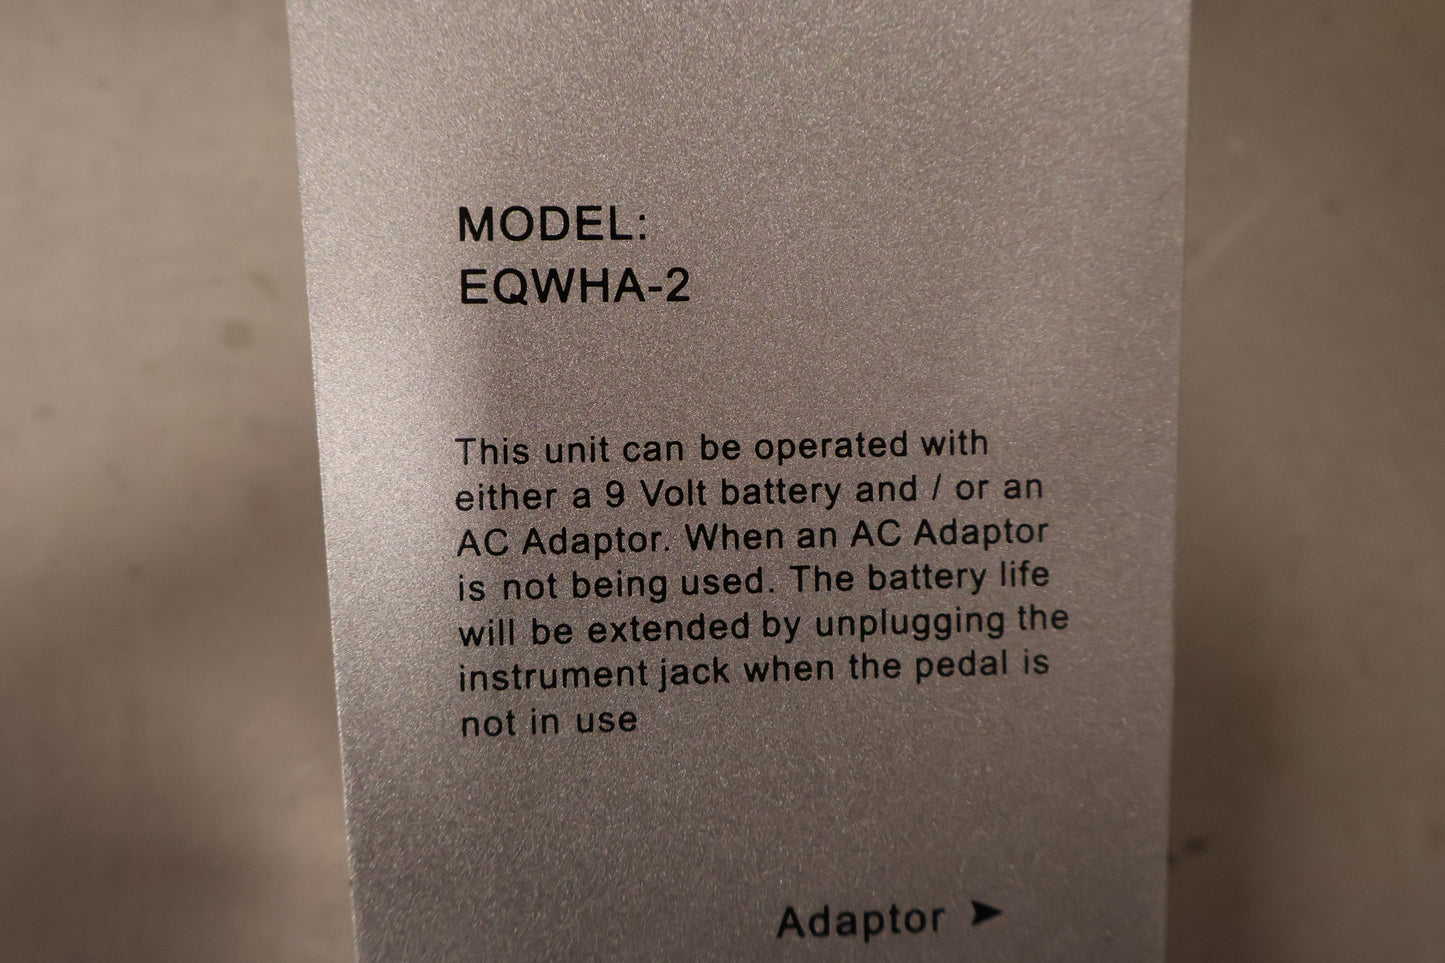 MODEL:
EQWHA-2
This unit can be operated with
either a 9 Volt battery and / or an
AC Adaptor. When an AC Adaptor
is not being used. The battery life
will be extended by unplugging the
instrument jack when the pedal is
not in use
Adaptor ➤